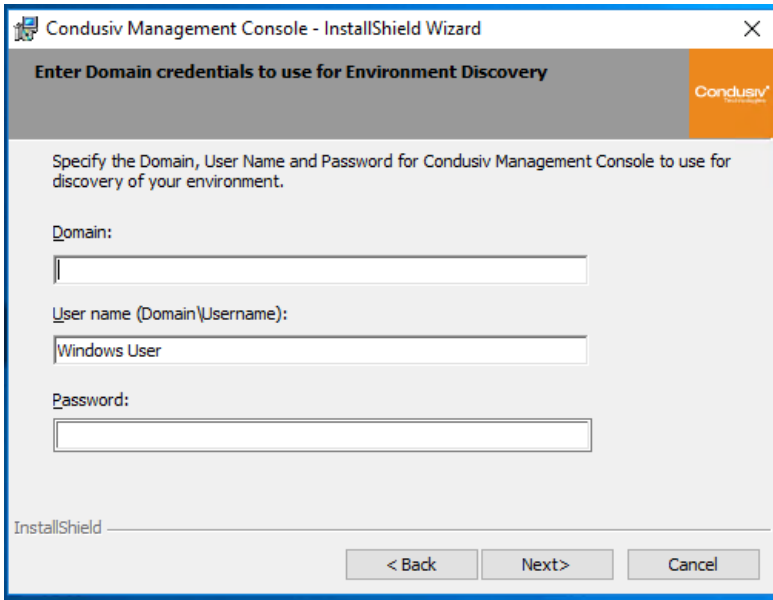 Condusiv Management Console - InstallShield Wizard
Enter Domain credentials to use for Environment Discovery
Condusiv
Technologies
Specify the Domain, User Name and Password for Condusiv Management Console to use for
discovery of your environment.
Domain:
User name (Domain\Username):
Windows User
Password:
InstallShield
< Back
Next>
Cancel